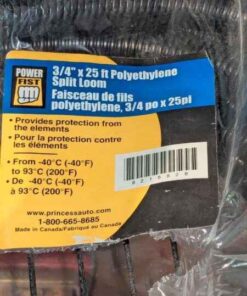 POWER
FIST
3/4" x 25 ft Polyethylene
Split Loom
Faisceau de fils
polyethylene, 3/4 po x 25pi
• Provides protection from
the elements
• Pour la protection contre
les éléments
• From -40°C (-40°F)
to 93°C (200°F)
• De -40°C (-40°F)
à 93°C (200°F)
www.princessauto.com
1-800-665-8685
Made in Canada/Fabriqué au Canada